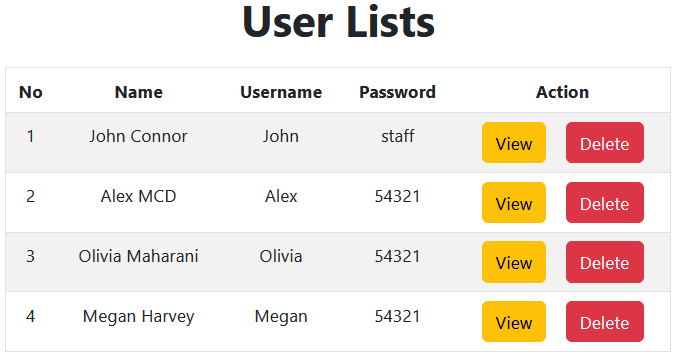 User Lists
No Name Username Password Action
1 John Connor John staff View Delete
2 Alex MCD Alex 54321 View Delete
3 Olivia Maharani Olivia 54321 View Delete
4 Megan Harvey Megan 54321 View Delete